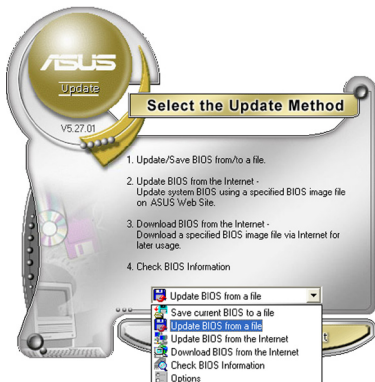 ASUS
Update
V5.27.01
Select the Update Method
1. Update/Save BIOS from/to a file.
2. Update BIOS from the Internet -
Update system BIOS using a specified BIOS image file
on ASUS Web Site.
3. Download BIOS from the Internet -
Download a specified BIOS image file via Internet for
later usage.
4. Check BIOS Information
Update BIOS from a file
Save current BIOS to a file
Update BIOS from a file
Update BIOS from the Internet
Download BIOS from the Internet
Check BIOS Information
Options